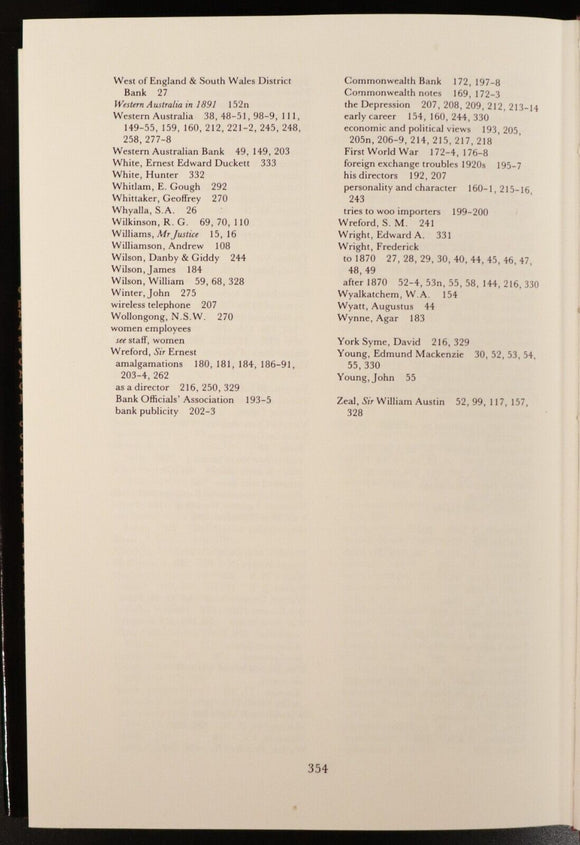 West of England & South Wales District
Bank 27
Western Australia in 1891 152n
Western Australia 38, 48-51, 98-9, 111,
149-55, 159, 160, 212, 221-2, 245, 248,
258, 277-8
Western Australian Bank 49, 149, 203
White, Ernest Edward Duckett 333
White, Hunter 332
Whitlam, E. Gough 292
Whittaker, Geoffrey 270
Whyalla, S.A. 26
Wilkinson, R. G. 69, 70, 110
Williams, Mr Justice 15, 16
Williamson, Andrew 108
Wilson, Danby & Giddy 244
Wilson, James 184
Wilson, William 59, 68, 328
Winter, John 275
wireless telephone 207
Wollongong, N.S.W. 270
women employees
see staff, women
Wreford, Sir Ernest
amalgamations 180, 181, 184, 186-91,
203-4, 262
as a director 216, 250, 329
Bank Officials' Association 193-5
bank publicity 202-3
Commonwealth Bank 172, 197-8
Commonwealth notes 169, 172-3
the Depression 207, 208, 209, 212, 213-14
early career 154, 160, 244, 330
economic and political views 193, 205,
205n, 206-9, 214, 215, 217, 218
First World War 172-4, 176-8
foreign exchange troubles 1920s 195-7
his directors 192, 207
personality and character 160-1, 215-16,
243
tries to woo importers 199-200
Wreford, S. M. 241
Wright, Edward A. 331
Wright, Frederick
to 1870 27, 28, 29, 30, 40, 44, 45, 46, 47,
48, 49
after 1870 52-4, 53n, 55, 58, 144, 216, 330
Wyalkatchem, W.A. 154
Wyatt, Augustus 44
Wynne, Agar 183
York Syme, David 216, 329
Young, Edmund Mackenzie 30, 52, 53, 54,
55, 330
Young, John 55
Zeal, Sir William Austin 52, 99, 117, 157,
328
354